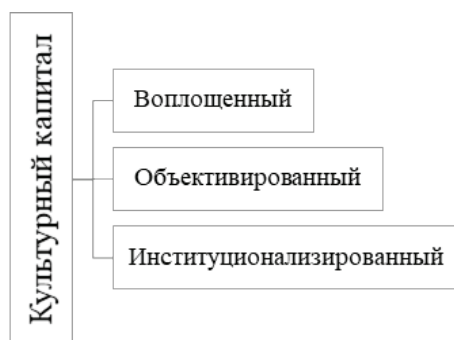 Культурный капитал
Воплощенный
Объективированный
Институционализированный